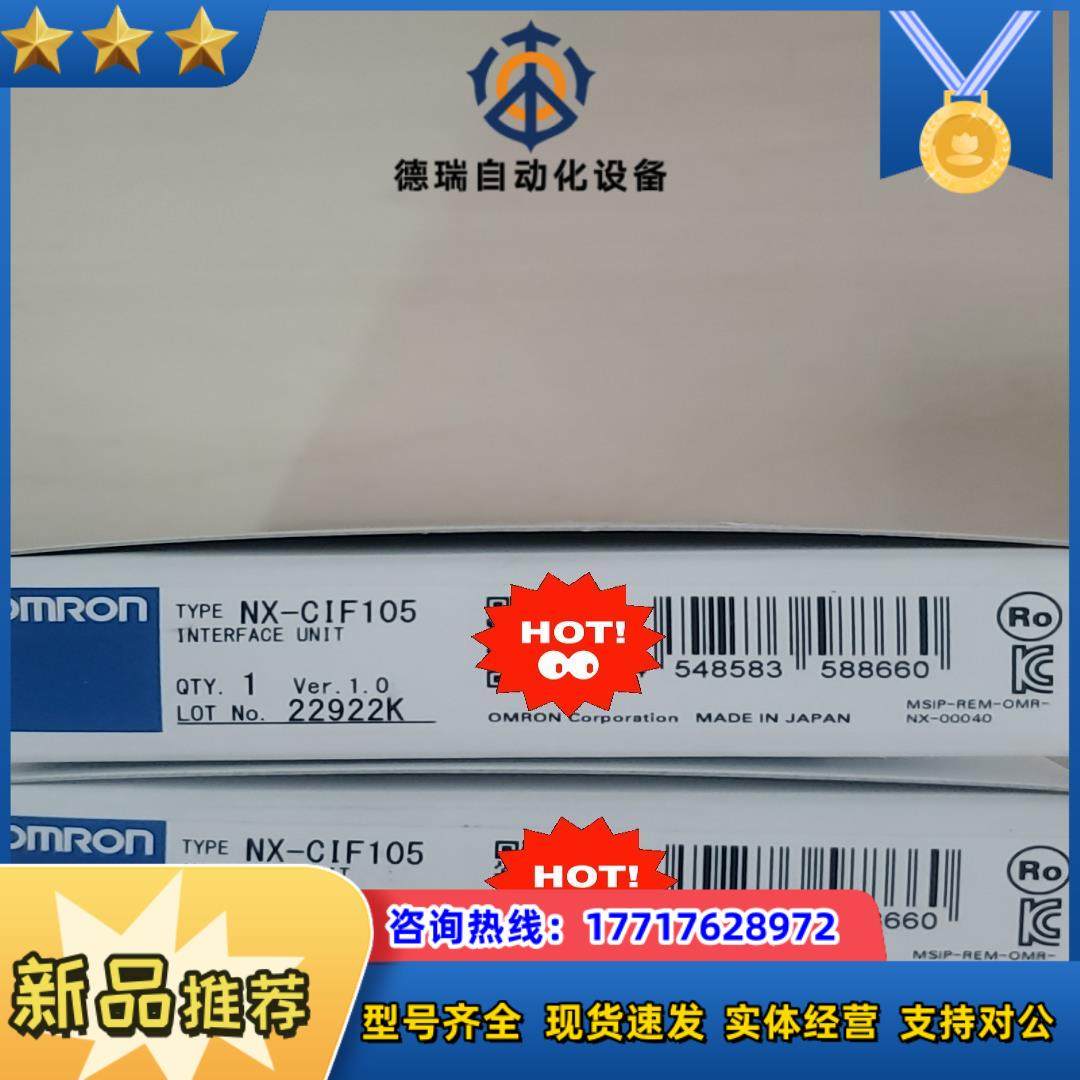 德瑞自动化设备
OMRON
TYPE NX-CIF105
INTERFACE UNIT
QTY. 1 Ver.1.0
LOT No. 22922K
HOT!
548583 588660
OMRON Corporation MADE IN JAPAN
Ro
MSIP-REM-OMR-
NX-00040
OMRON
TYPE NX-CIF105
HOT!
8660
Ro
MSIP-REM-OMR-
咨询热线：17717628972
新品推荐
型号齐全 现货速发 实体经营 支持对公